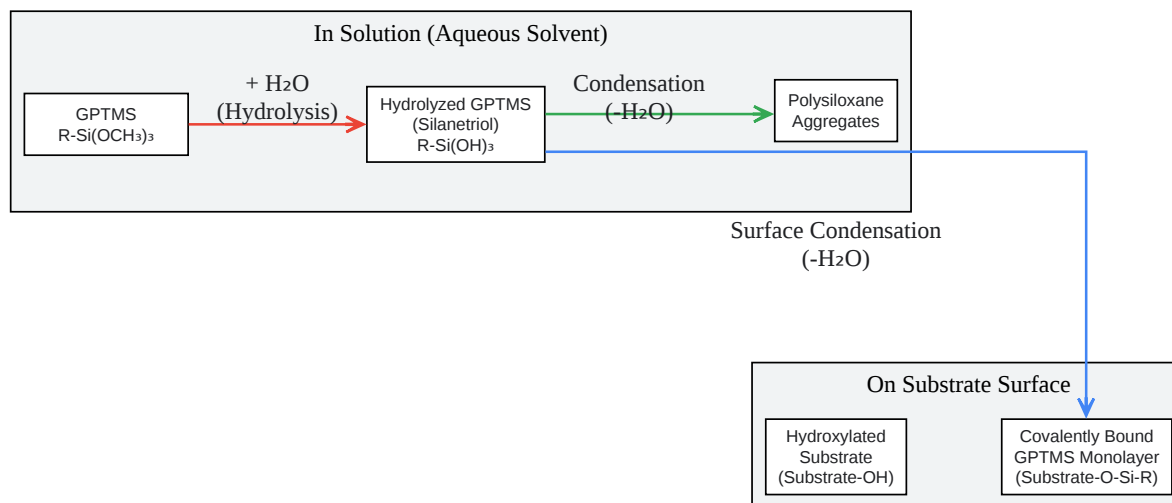 In Solution (Aqueous Solvent)
GPTMS
R-Si(OCH₃)₃
+ H₂O
(Hydrolysis)
Hydrolyzed GPTMS
(Silanetriol)
R-Si(OH)₃
Condensation
(-H₂O)
Polysiloxane
Aggregates
Surface Condensation
(-H₂O)
On Substrate Surface
Hydroxylated
Substrate
(Substrate-OH)
Covalently Bound
GPTMS Monolayer
(Substrate-O-Si-R)